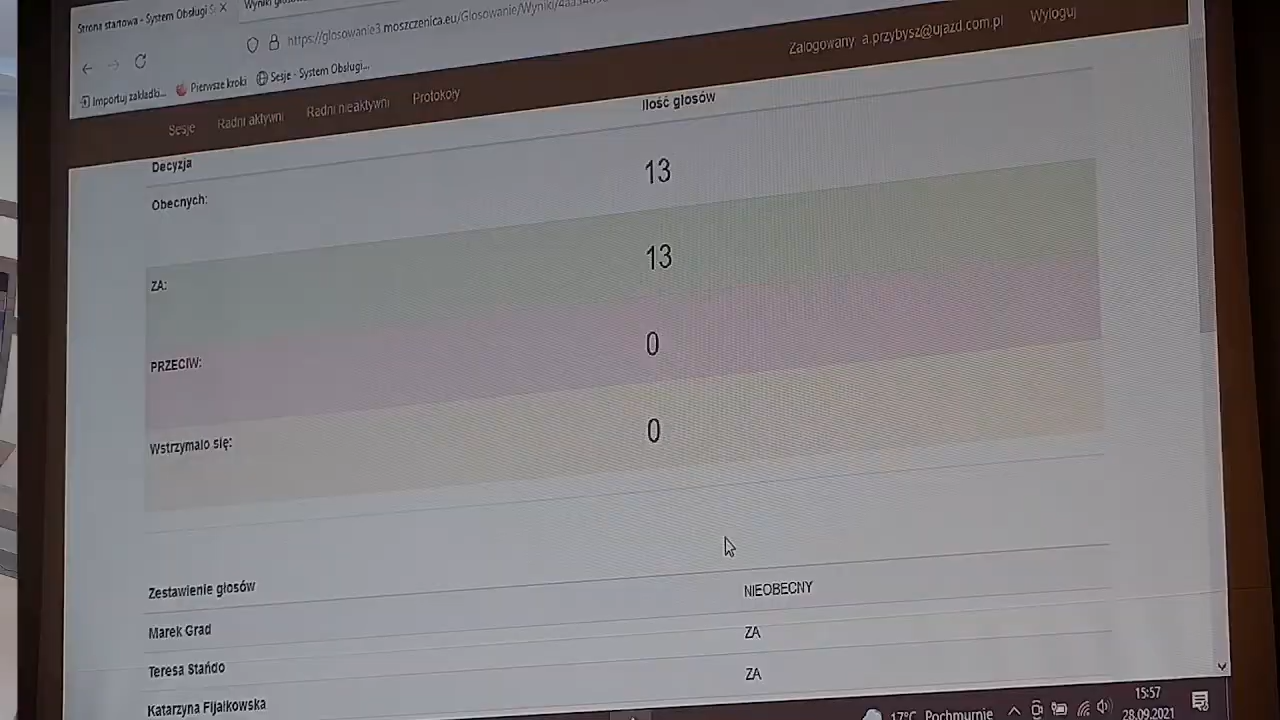 Strona startowa - System Obsługi S
Wyniki głoso
https://glosowanie3.moszczenica.eu/Glosowanie/Wyniki/
Importuj zakładki...
Pierwsze kroki
Sesje - System Obsługi...
Sesje
Radni aktywni
Radni nieaktywni
Protokoły
Zalogowany a.przybysz@ujazd.com.pl
Wyloguj
Decyzja
Ilość głosów
Obecnych:
13
ZA:
13
PRZECIW:
0
Wstrzymało się:
0
Zestawienie głosów
Marek Grad
NIEOBECNY
Teresa Stańdo
ZA
Katarzyna Fijałkowska
ZA
17°C Pochmurnie
15:57
28.09.2021